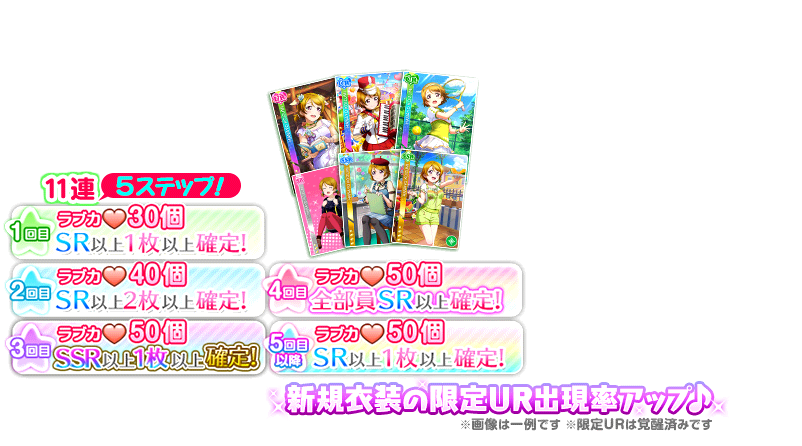 11連 5ステップ!
1回目
ラブカ♥30個
SR以上1枚以上確定!
2回目
ラブカ♥40個
SR以上2枚以上確定!
3回目
ラブカ♥50個
SSR以上1枚以上確定!
4回目
ラブカ♥50個
全部員SR以上確定!
5回目以降
ラブカ♥50個
SR以上1枚以上確定!
新規衣装の限定UR出現率アップ♪
※画像は一例です ※限定URは覚醒済みです